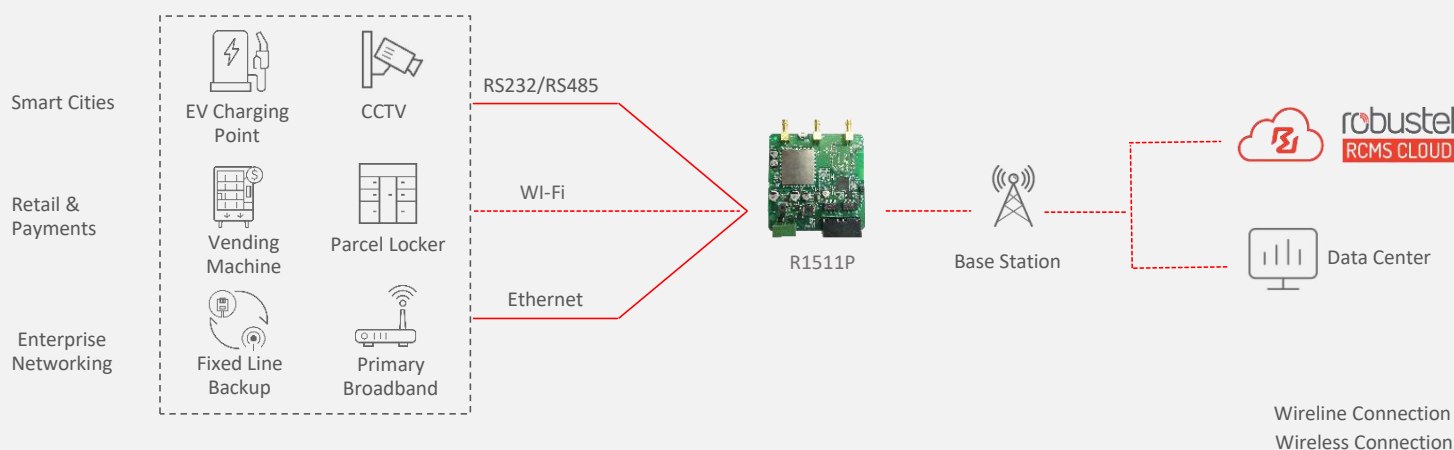 Smart Cities
EV Charging
Point
CCTV
Retail &
Payments
Vending
Machine
Parcel Locker
Enterprise
Networking
Fixed Line
Backup
Primary
Broadband
RS232/RS485
WI-Fi
Ethernet
R1511P
Base Station
robustel
RCMS CLOUD
Data Center
Wireline Connection
Wireless Connection